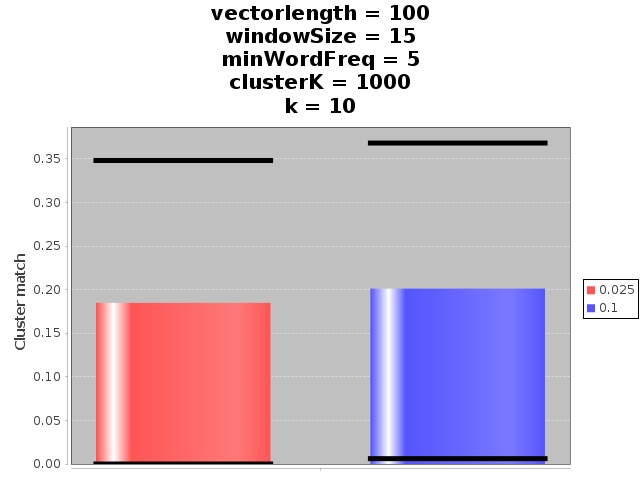 vectorlength = 100
windowSize = 15
minWordFreq = 5
clusterK = 1000
k = 10
Cluster match
0.35
0.30
0.25
0.20
0.15
0.10
0.05
0.00
0.025
0.1